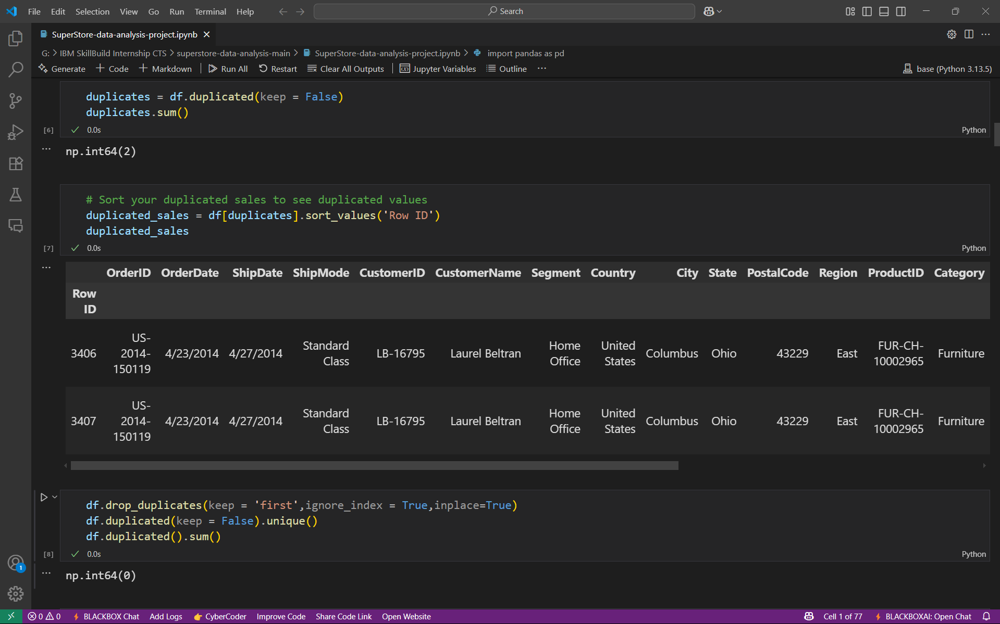 File Edit Selection View Go Run Terminal Help Search
SuperStore-data-analysis-project.ipynb
G: > IBM SkillBuild Internship CTS > superstore-data-analysis-main > SuperStore-data-analysis-project.ipynb > import pandas as pd
Generate + Code + Markdown Run All Restart Clear All Outputs Jupyter Variables Outline ... base (Python 3.13.5)
duplicates = df.duplicated(keep = False)
duplicates.sum()
[6] 0.0s Python
np.int64(2)
# Sort your duplicated sales to see duplicated values
duplicated_sales = df[duplicates].sort_values('Row ID')
duplicated_sales
[7] 0.0s Python
OrderID OrderDate ShipDate ShipMode CustomerID CustomerName Segment Country City State PostalCode Region ProductID Category
Row
ID
3406 US-2014-150119 4/23/2014 4/27/2014 Standard Class LB-16795 Laurel Beltran Home Office United States Columbus Ohio 43229 East FUR-CH-10002965 Furniture
3407 US-2014-150119 4/23/2014 4/27/2014 Standard Class LB-16795 Laurel Beltran Home Office United States Columbus Ohio 43229 East FUR-CH-10002965 Furniture
df.drop_duplicates(keep = 'first',ignore_index = True,inplace=True)
df.duplicated(keep = False).unique()
df.duplicated().sum()
[8] 0.0s Python
np.int64(0)
1
0 0 BLACKBOX Chat Add Logs CyberCoder Improve Code Share Code Link Open Website Cell 1 of 77 BLACKBOXAI: Open Chat